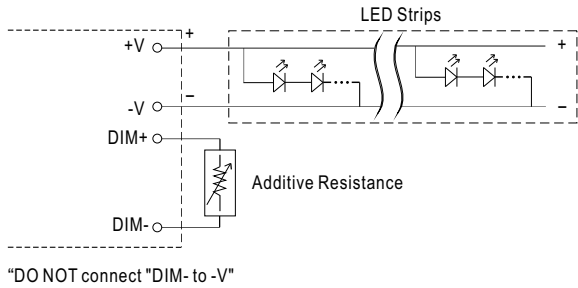 LED Strips
+V +
+
-V –
–
DIM+
Additive Resistance
DIM-
“DO NOT connect "DIM- to -V"